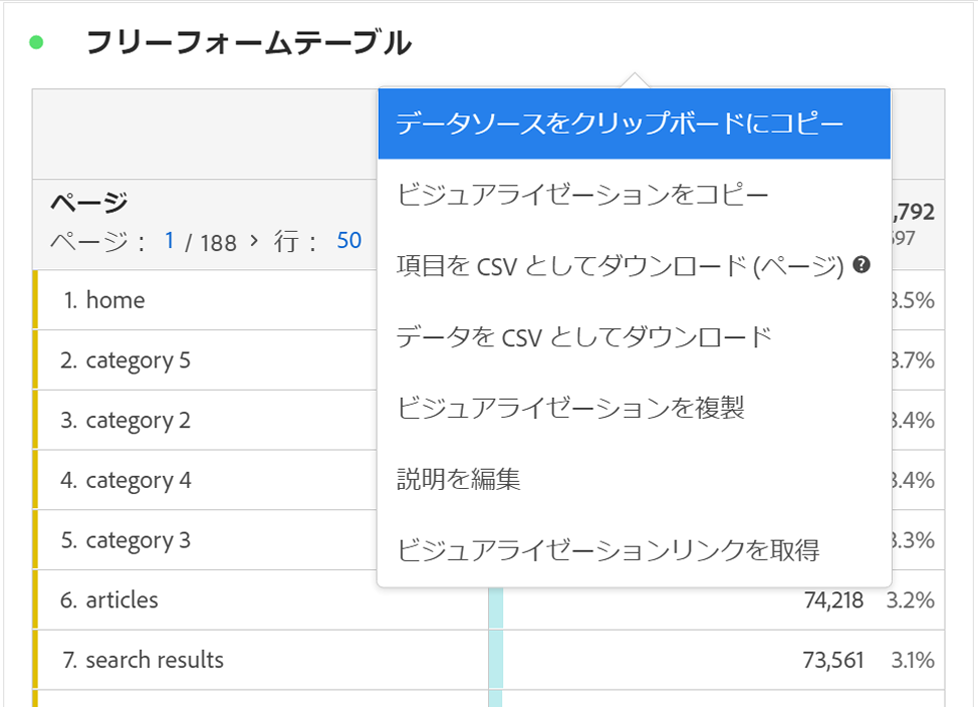 フリーフォームテーブル
データソースをクリップボードにコピー
ページ
,792
ページ： 1 / 188 > 行： 50
597
ビジュアライゼーションをコピー
項目を CSV としてダウンロード (ページ) ?
データを CSV としてダウンロード
ビジュアライゼーションを複製
説明を編集
ビジュアライゼーションリンクを取得
1. home
3.5%
2. category 5
3.7%
3. category 2
3.4%
4. category 4
3.4%
5. category 3
3.3%
6. articles 74,218 3.2%
7. search results 73,561 3.1%